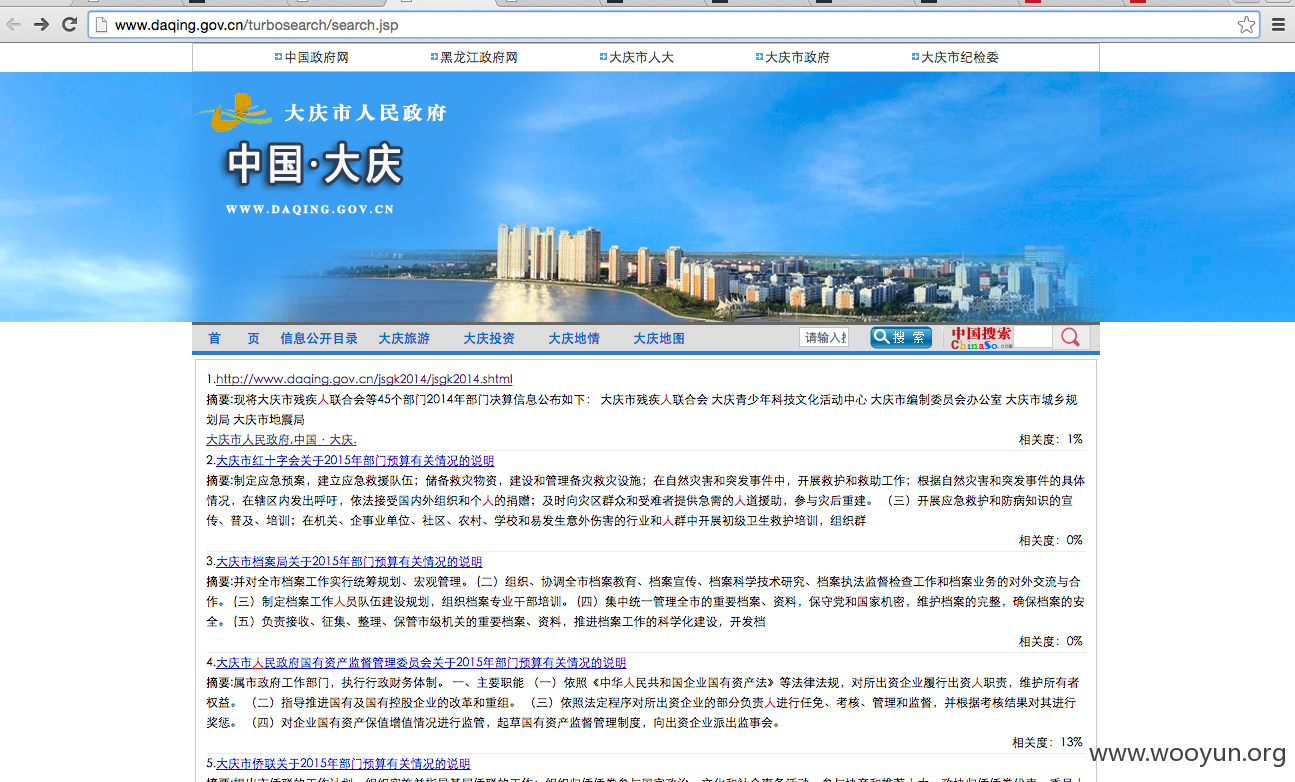 www.daqing.gov.cn/turbosearch/search.jsp
中国政府网 黑龙江政府网 大庆市人大 大庆市政府 大庆市纪检委
大庆市人民政府
中国·大庆
WWW.DAQING.GOV.CN
首 页 信息公开目录 大庆旅游 大庆投资 大庆地情 大庆地图 请输入 搜 索 中国搜索
ChinaSo.com
1.http://www.daqing.gov.cn/jsgk2014/jsgk2014.shtml
摘要:现将大庆市残疾人联合会等45个部门2014年部门决算信息公布如下： 大庆市残疾人联合会 大庆青少年科技文化活动中心 大庆市编制委员会办公室 大庆市城乡规
划局 大庆市地震局
大庆市人民政府,中国 · 大庆. 相关度：1%
2.大庆市红十字会关于2015年部门预算有关情况的说明
摘要:制定应急预案，建立应急救援队伍；储备救灾物资，建设和管理备灾救灾设施；在自然灾害和突发事件中，开展救护和救助工作；根据自然灾害和突发事件的具体
情况，在辖区内发出呼吁，依法接受国内外组织和个人的捐赠；及时向灾区群众和受难者提供急需的人道援助，参与灾后重建。 （三）开展应急救护和防病知识的宣
传、普及、培训；在机关、企事业单位、社区、农村、学校和易发生意外伤害的行业和人群中开展初级卫生救护培训，组织群
相关度：0%
3.大庆市档案局关于2015年部门预算有关情况的说明
摘要:并对全市档案工作实行统筹规划、宏观管理。（二）组织、协调全市档案教育、档案宣传、档案科学技术研究、档案执法监督检查工作和档案业务的对外交流与合
作。（三）制定档案工作人员队伍建设规划，组织档案专业干部培训。（四）集中统一管理全市的重要档案、资料，保守党和国家机密，维护档案的完整，确保档案的安
全。（五）负责接收、征集、整理、保管市级机关的重要档案、资料，推进档案工作的科学化建设，开发档
相关度：0%
4.大庆市人民政府国有资产监督管理委员会关于2015年部门预算有关情况的说明
摘要:属市政府工作部门，执行行政财务体制。 一、主要职能 （一）依照《中华人民共和国企业国有资产法》等法律法规，对所出资企业履行出资人职责，维护所有者
权益。 （二）指导推进国有及国有控股企业的改革和重组。 （三）依照法定程序对所出资企业的部分负责人进行任免、考核、管理和监督，并根据考核结果对其进行
奖惩。 （四）对企业国有资产保值增值情况进行监管，起草国有资产监督管理制度，向出资企业派出监事会。
相关度：13%
5.大庆市侨联关于2015年部门预算有关情况的说明
www.wooyun.org